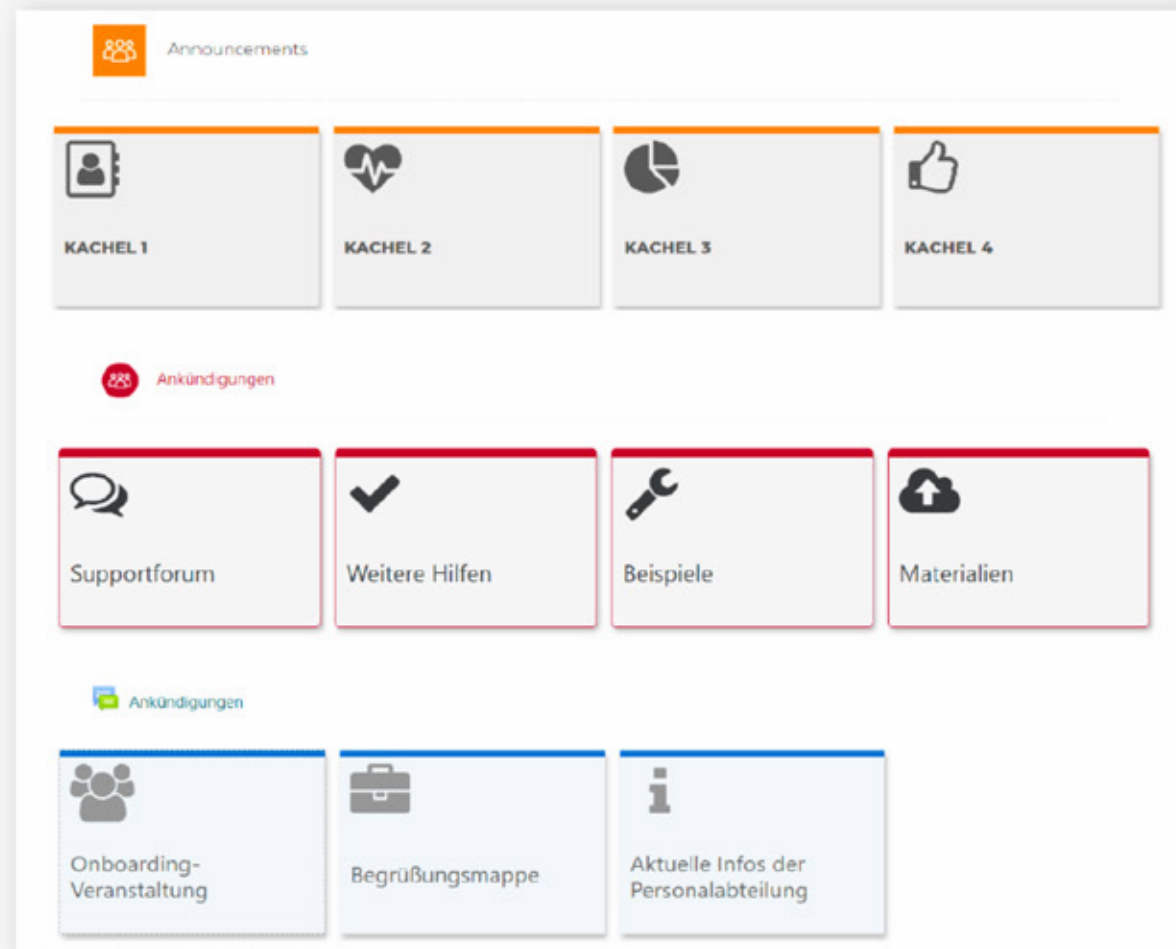 Announcements
KACHEL 1
KACHEL 2
KACHEL 3
KACHEL 4
Ankündigungen
Supportforum
Weitere Hilfen
Beispiele
Materialien
Ankündigungen
Onboarding-
Veranstaltung
Begrüßungsmappe
Aktuelle Infos der
Personalabteilung